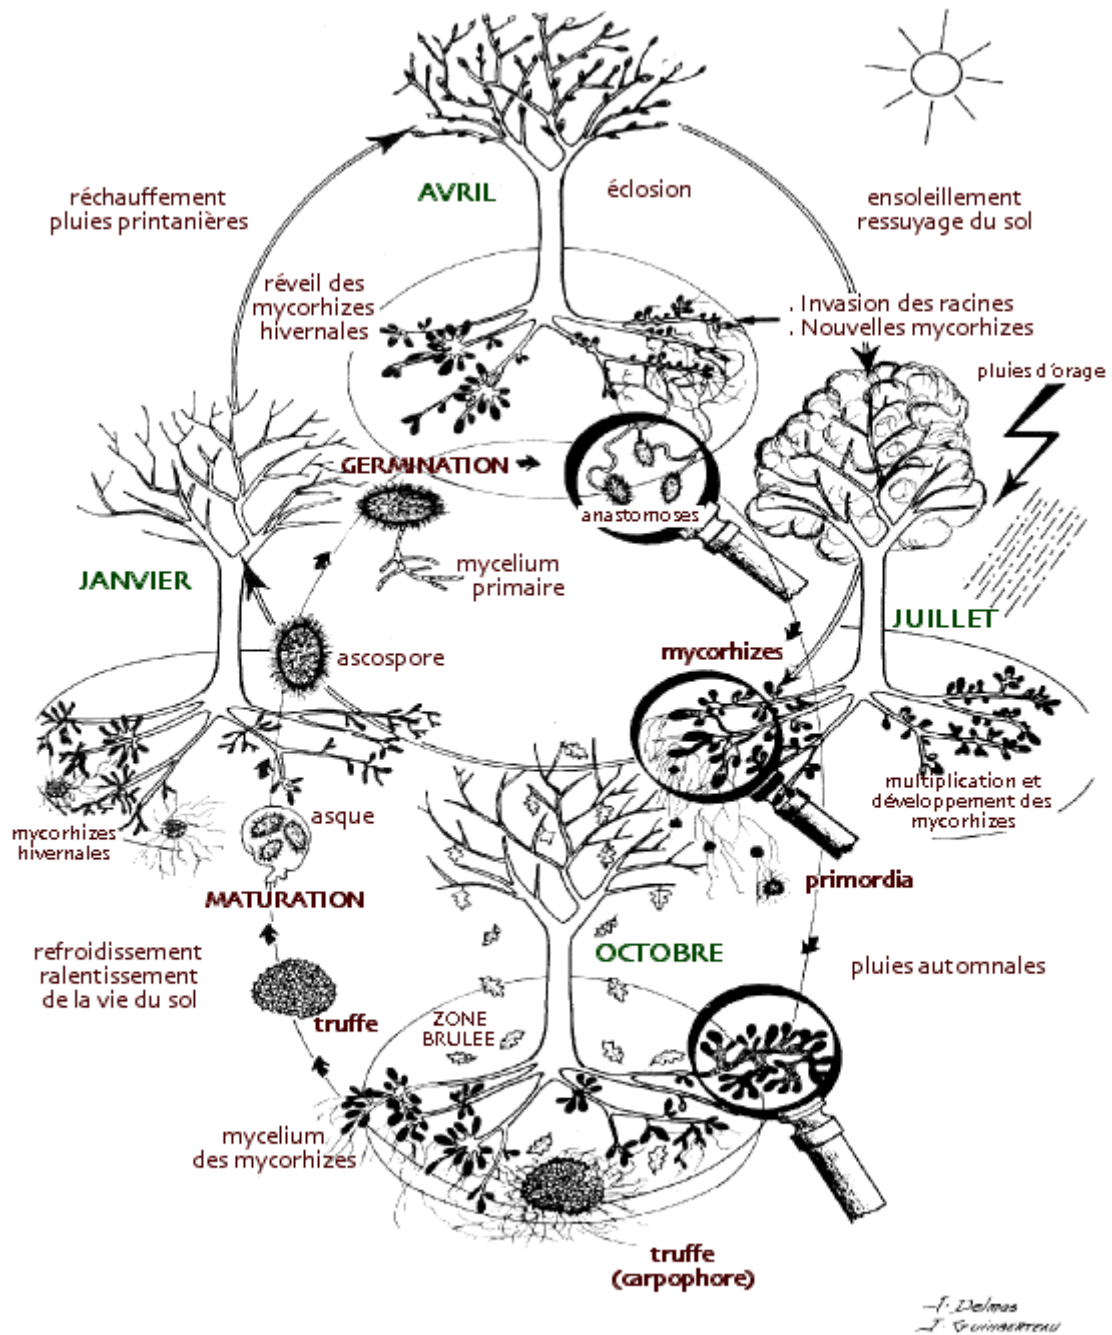 AVRIL
éclosion
réchauffement
pluies printanières
ensoleillement
ressuyage du sol
réveil des
mycorhizes
hivernales
. Invasion des racines
. Nouvelles mycorhizes
pluies d'orage
GERMINATION
anastomoses
mycelium
primaire
JANVIER
JUILLET
ascospore
mycorhizes
multiplication et
développement des
mycorhizes
asque
mycorhizes
hivernales
MATURATION
primordia
refroidissement
ralentissement
de la vie du sol
OCTOBRE
pluies automnales
truffe
ZONE
BRULEE
mycelium
des mycorhizes
truffe
(carpophore)
J. Delmas
J. GUINBERTEAU